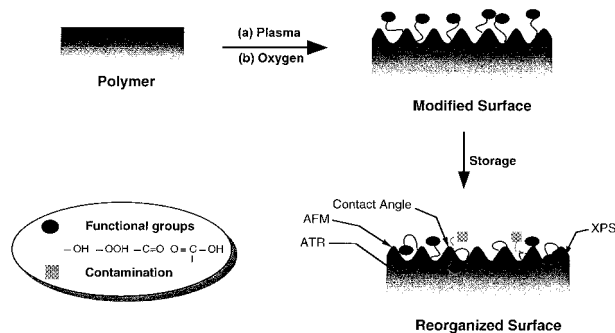 (a) Plasma
(b) Oxygen
Polymer
Modified Surface
Storage
Functional groups
–OH –OOH –C=O O=C–OH
Contamination
Contact Angle
AFM
XPS
ATR
Reorganized Surface